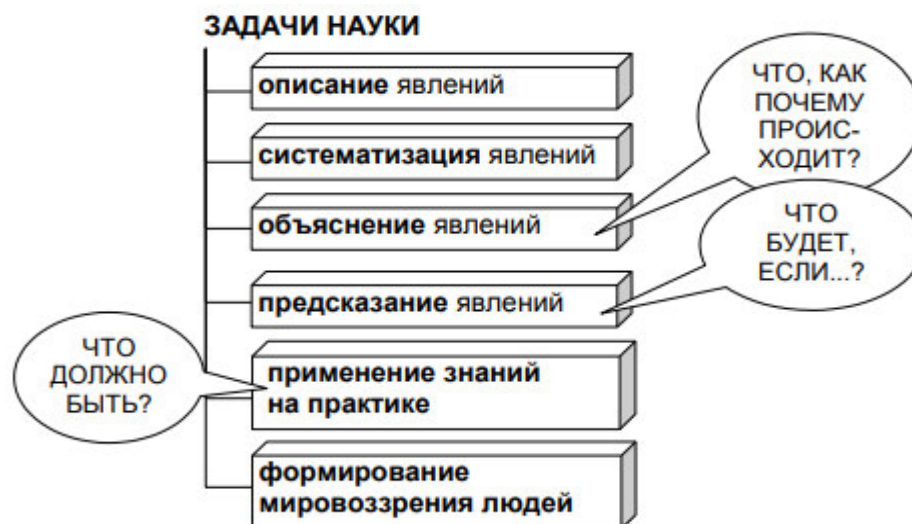 ЗАДАЧИ НАУКИ
описание явлений
систематизация явлений
объяснение явлений
предсказание явлений
применение знаний
на практике
формирование
мировоззрения людей
ЧТО, КАК
ПОЧЕМУ
ПРОИС-
ХОДИТ?
ЧТО
БУДЕТ,
ЕСЛИ...?
ЧТО
ДОЛЖНО
БЫТЬ?